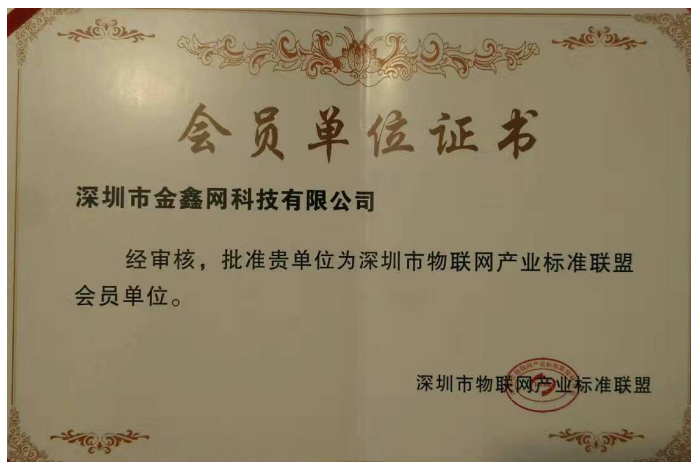 会员单位证书
深圳市金鑫网科技有限公司
经审核，批准贵单位为深圳市物联网产业标准联盟
会员单位。
深圳市物联网产业标准联盟